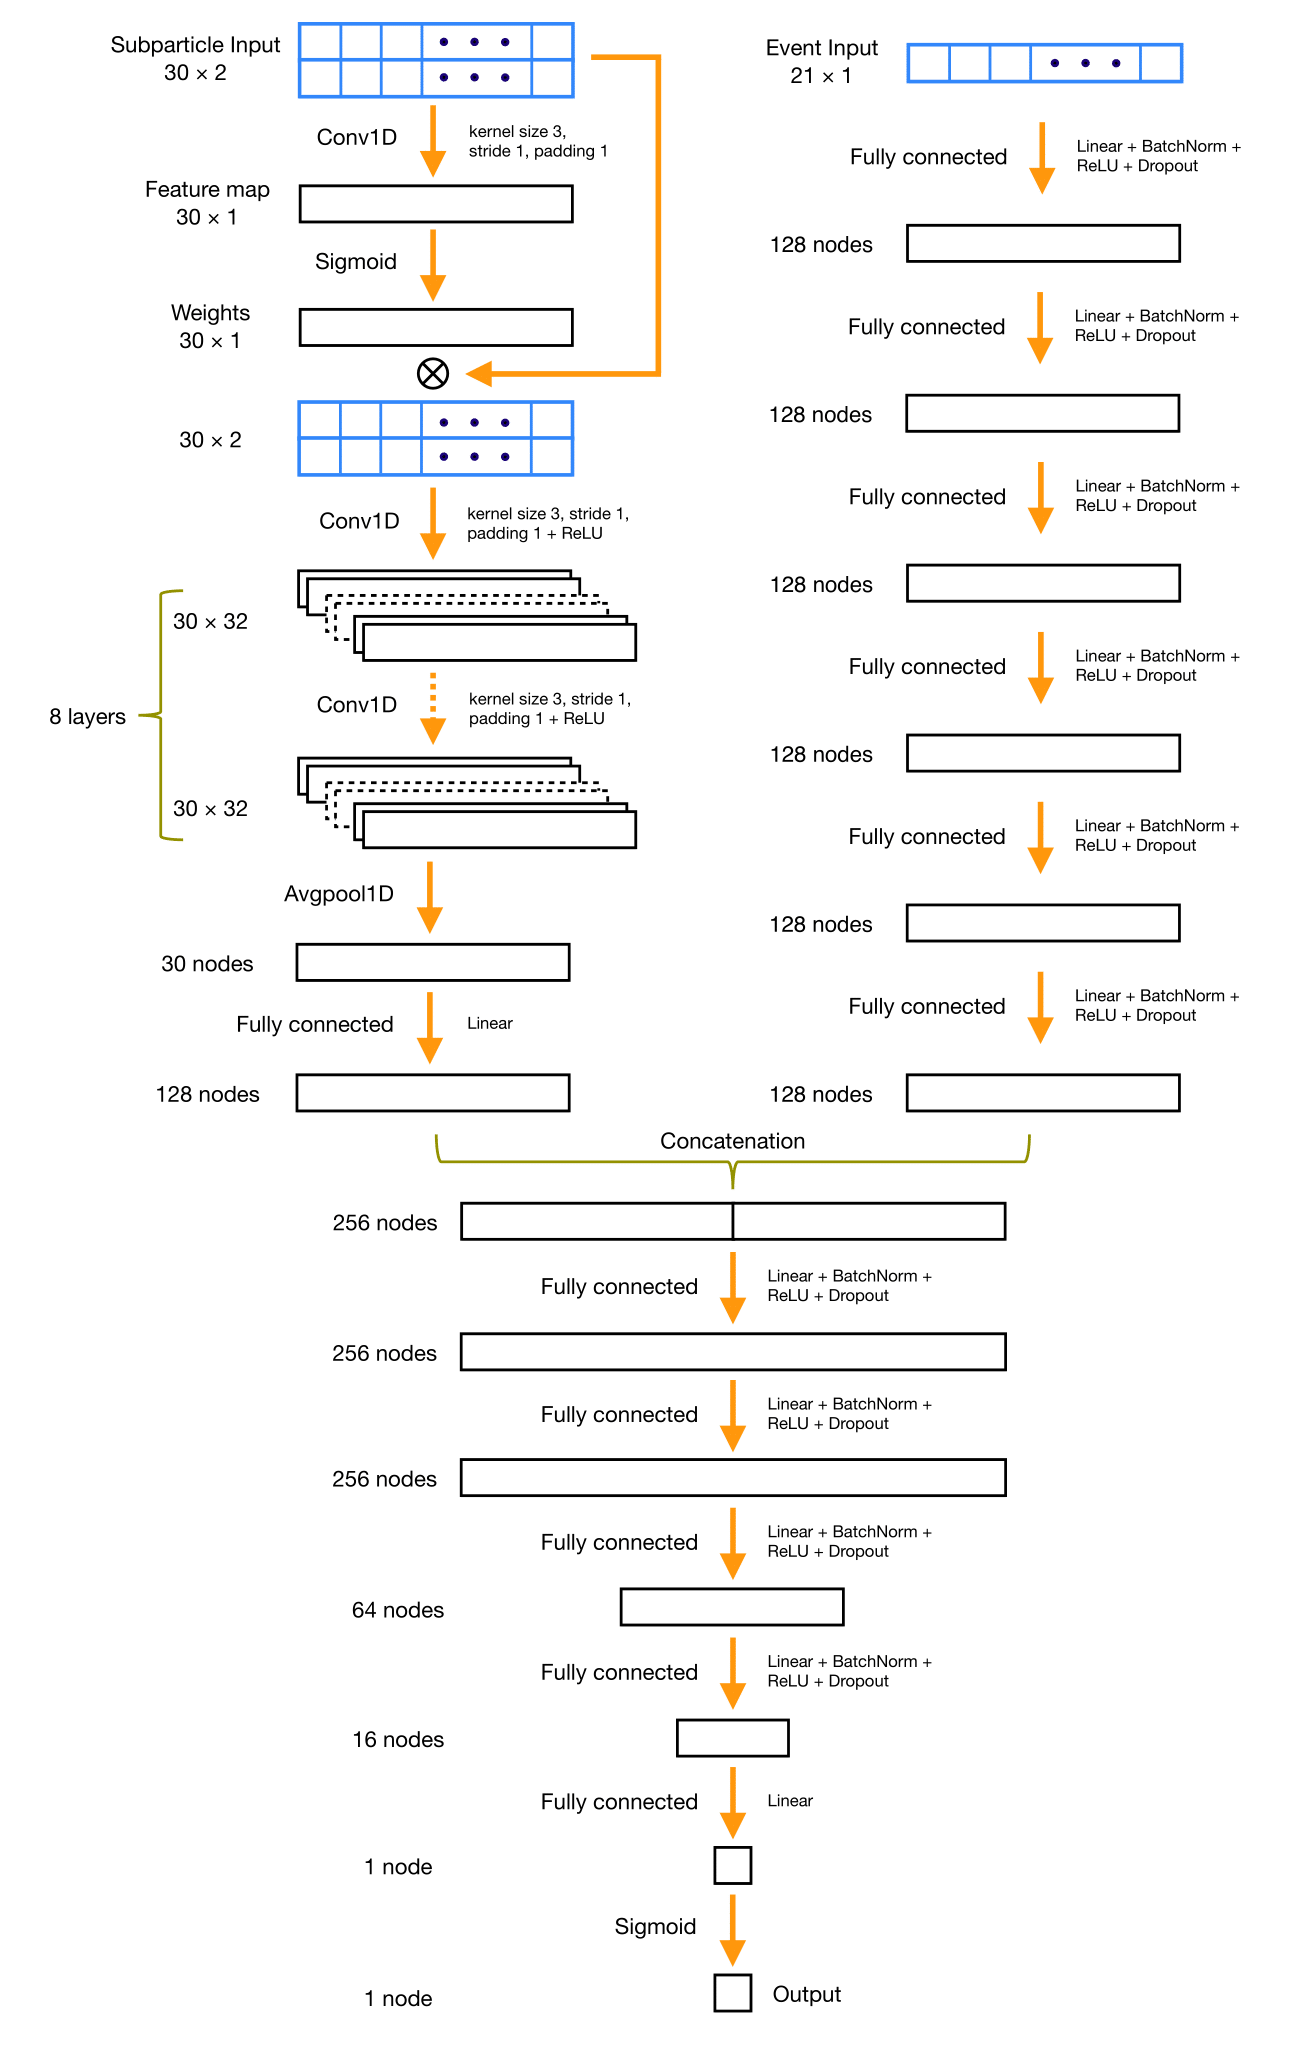 Subparticle Input
30 × 2
Conv1D
kernel size 3,
stride 1, padding 1
Feature map
30 × 1
Sigmoid
Weights
30 × 1
30 × 2
Conv1D
kernel size 3, stride 1,
padding 1 + ReLU
8 layers
30 × 32
Conv1D
kernel size 3, stride 1,
padding 1 + ReLU
30 × 32
Avgpool1D
30 nodes
Fully connected
Linear
128 nodes
Event Input
21 × 1
Fully connected
Linear + BatchNorm +
ReLU + Dropout
128 nodes
Fully connected
Linear + BatchNorm +
ReLU + Dropout
128 nodes
Fully connected
Linear + BatchNorm +
ReLU + Dropout
128 nodes
Fully connected
Linear + BatchNorm +
ReLU + Dropout
128 nodes
Fully connected
Linear + BatchNorm +
ReLU + Dropout
128 nodes
Fully connected
Linear + BatchNorm +
ReLU + Dropout
128 nodes
Concatenation
256 nodes
Fully connected
Linear + BatchNorm +
ReLU + Dropout
256 nodes
Fully connected
Linear + BatchNorm +
ReLU + Dropout
256 nodes
Fully connected
Linear + BatchNorm +
ReLU + Dropout
64 nodes
Fully connected
Linear + BatchNorm +
ReLU + Dropout
16 nodes
Fully connected
Linear
1 node
Sigmoid
1 node
Output